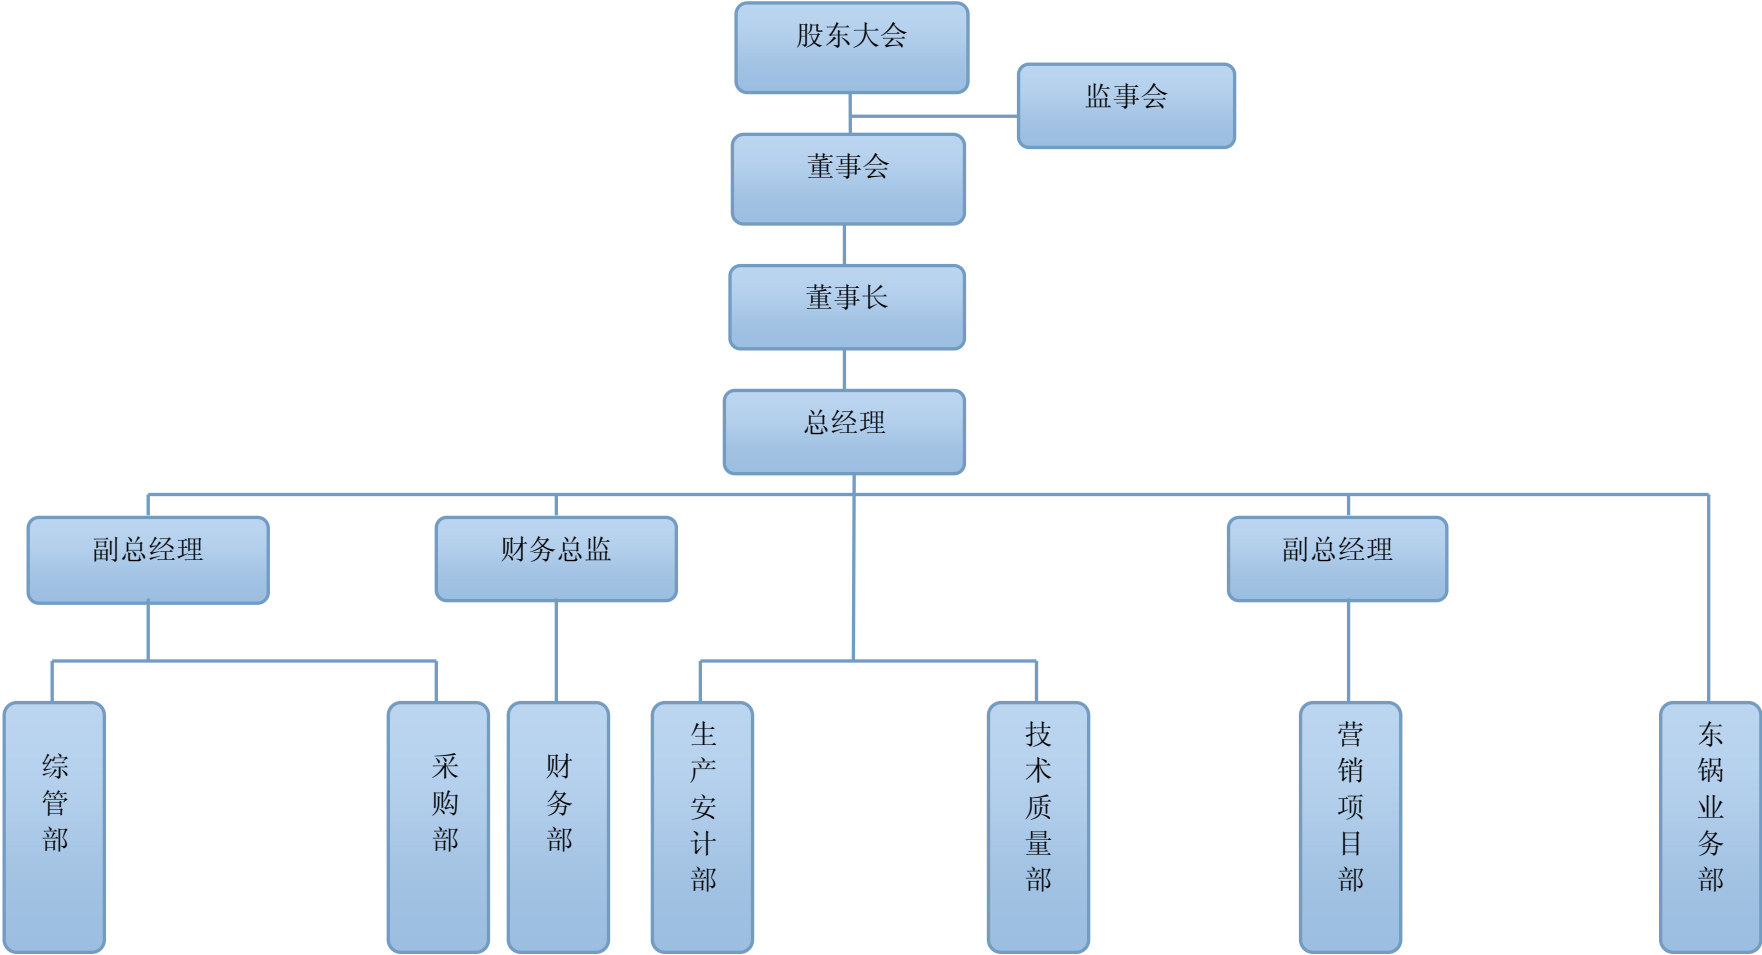 股东大会
监事会
董事会
董事长
总经理
副总经理
财务总监
副总经理
综管部
采购部
财务部
生产安计部
技术质量部
营销项目部
东锅业务部